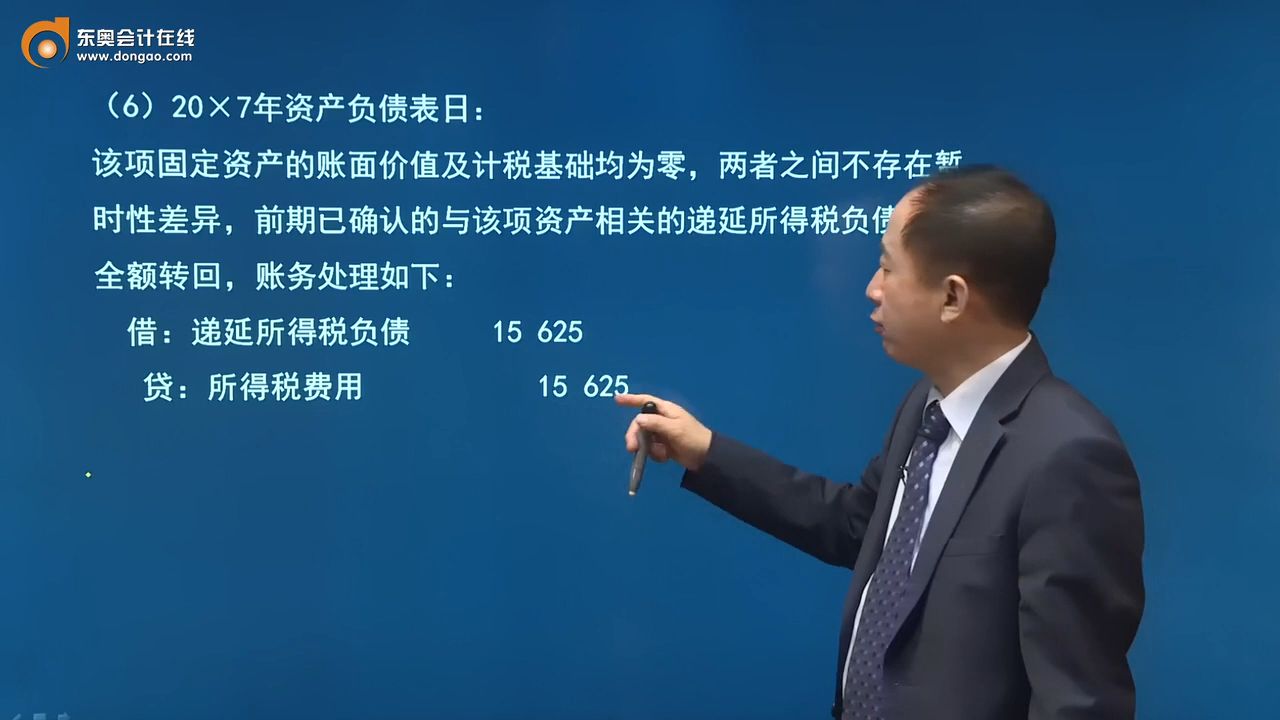 东奥会计在线
www.dongao.com
（6）20×7年资产负债表日：
该项固定资产的账面价值及计税基础均为零，两者之间不存在暂
时性差异，前期已确认的与该项资产相关的递延所得税负债
全额转回，账务处理如下：
借：递延所得税负债 15 625
贷：所得税费用 15 625